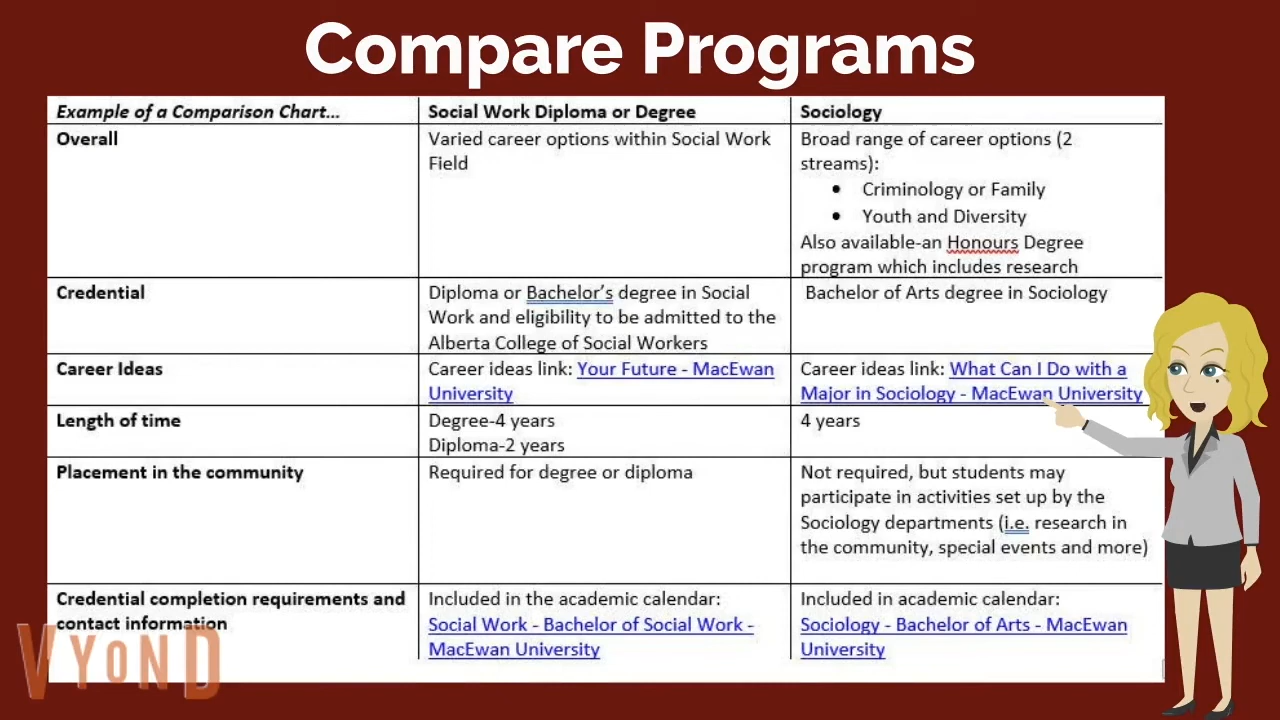 Compare Programs
Example of a Comparison Chart...
Social Work Diploma or Degree
Sociology
Overall
Varied career options within Social Work
Field
Broad range of career options (2
streams):
• Criminology or Family
• Youth and Diversity
Also available-an Honours Degree
program which includes research
Credential
Diploma or Bachelor's degree in Social
Work and eligibility to be admitted to the
Alberta College of Social Workers
Bachelor of Arts degree in Sociology
Career Ideas
Career ideas link: Your Future - MacEwan
University
Career ideas link: What Can I Do with a
Major in Sociology - MacEwan University
Length of time
Degree-4 years
Diploma-2 years
4 years
Placement in the community
Required for degree or diploma
Not required, but students may
participate in activities set up by the
Sociology departments (i.e. research in
the community, special events and more)
Credential completion requirements and
contact information
Included in the academic calendar:
Social Work - Bachelor of Social Work -
MacEwan University
Included in academic calendar:
Sociology - Bachelor of Arts - MacEwan
University
VYOND